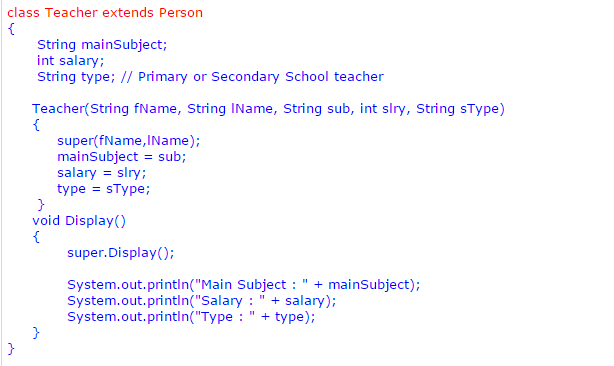 class Teacher extends Person
{
String mainSubject;
int salary;
String type; // Primary or Secondary School teacher
Teacher(String fName, String lName, String sub, int slry, String sType)
{
super(fName,lName);
mainSubject = sub;
salary = slry;
type = sType;
}
void Display()
{
super.Display();
System.out.println("Main Subject : " + mainSubject);
System.out.println("Salary : " + salary);
System.out.println("Type : " + type);
}
}